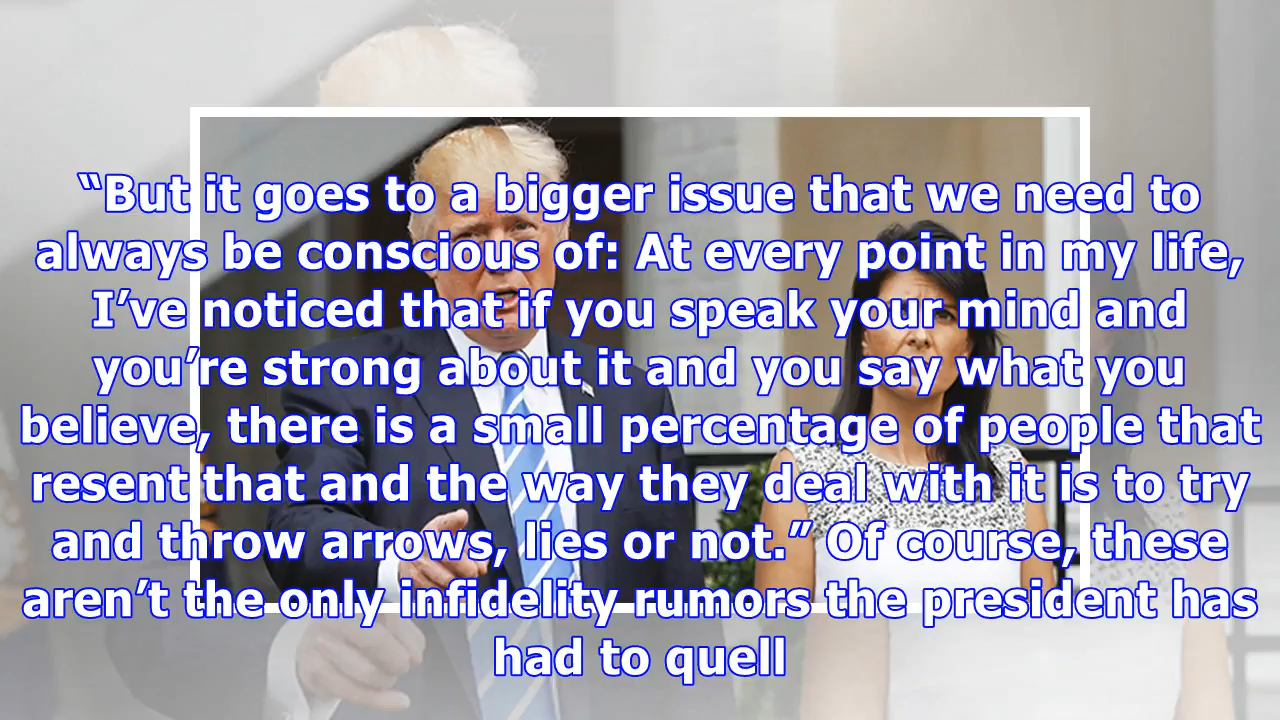 “But it goes to a bigger issue that we need to
always be conscious of: At every point in my life,
I’ve noticed that if you speak your mind and
you’re strong about it and you say what you
believe, there is a small percentage of people that
resent that and the way they deal with it is to try
and throw arrows, lies or not.” Of course, these
aren’t the only infidelity rumors the president has
had to quell